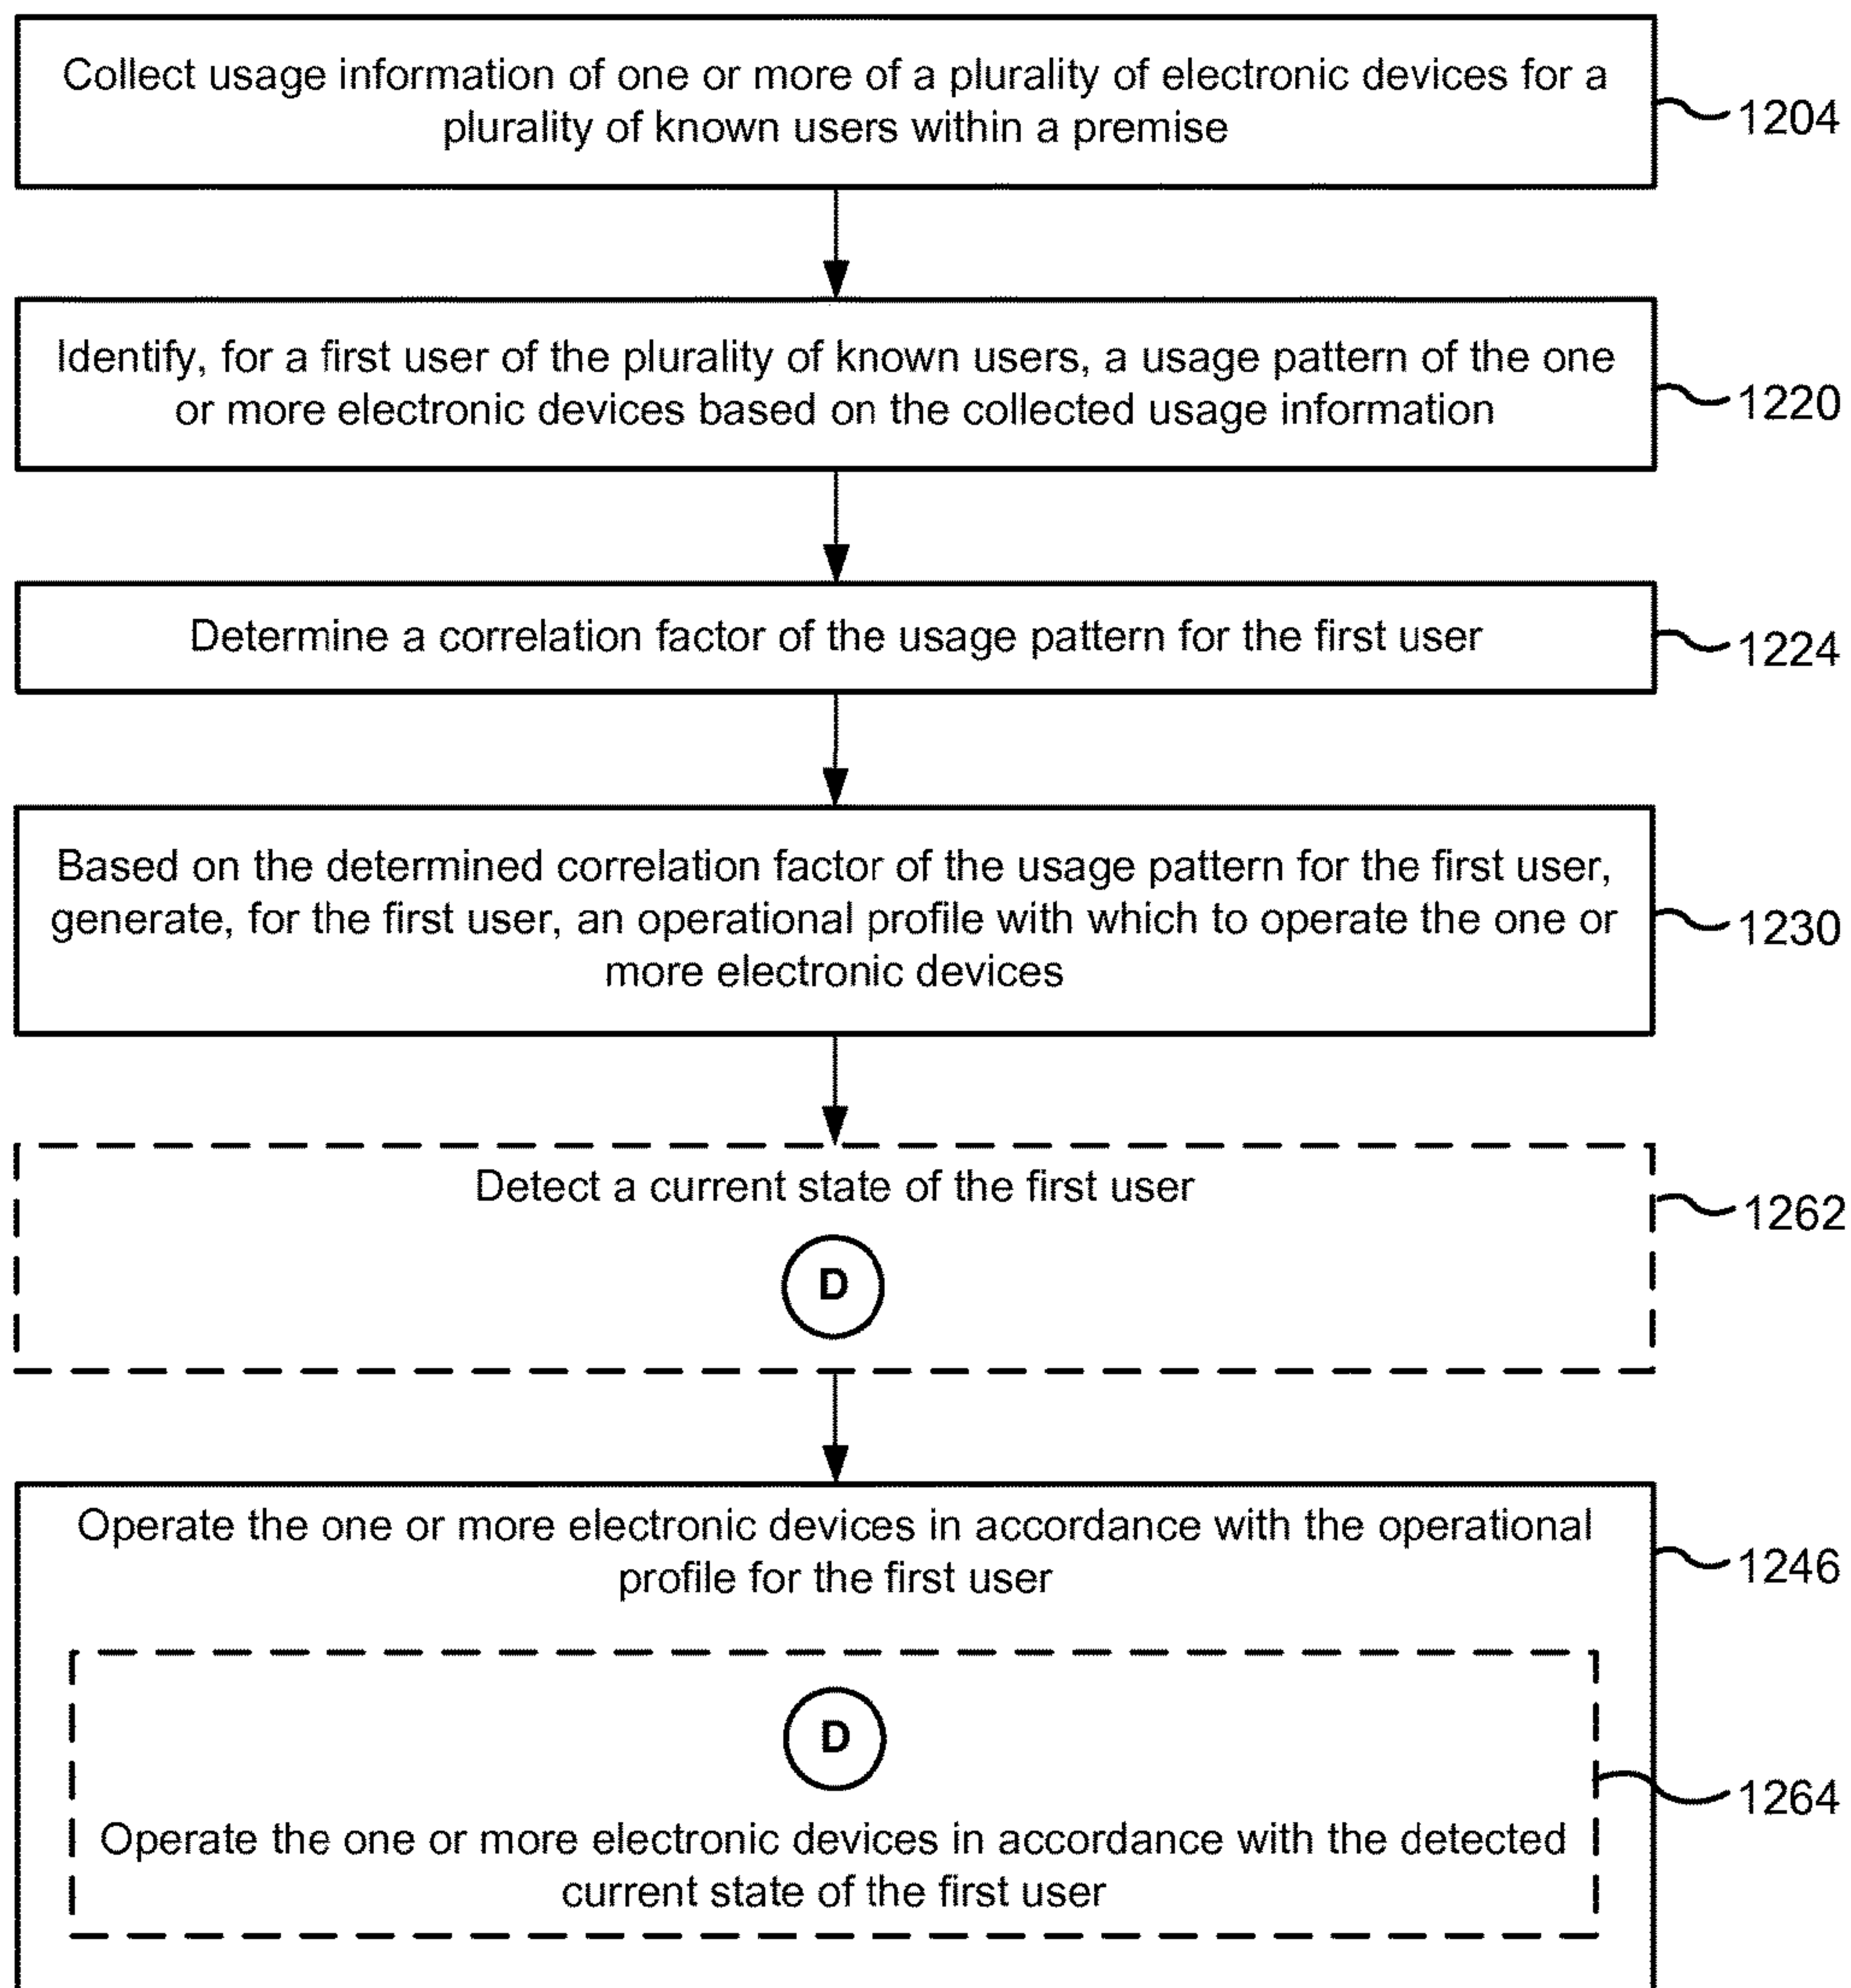 Collect usage information of one or more of a plurality of electronic devices for a
plurality of known users within a premise
1204
Identify, for a first user of the plurality of known users, a usage pattern of the one
or more electronic devices based on the collected usage information
1220
Determine a correlation factor of the usage pattern for the first user
1224
Based on the determined correlation factor of the usage pattern for the first user,
generate, for the first user, an operational profile with which to operate the one or
more electronic devices
1230
Detect a current state of the first user
D
1262
Operate the one or more electronic devices in accordance with the operational
profile for the first user
1246
D
Operate the one or more electronic devices in accordance with the detected
current state of the first user
1264